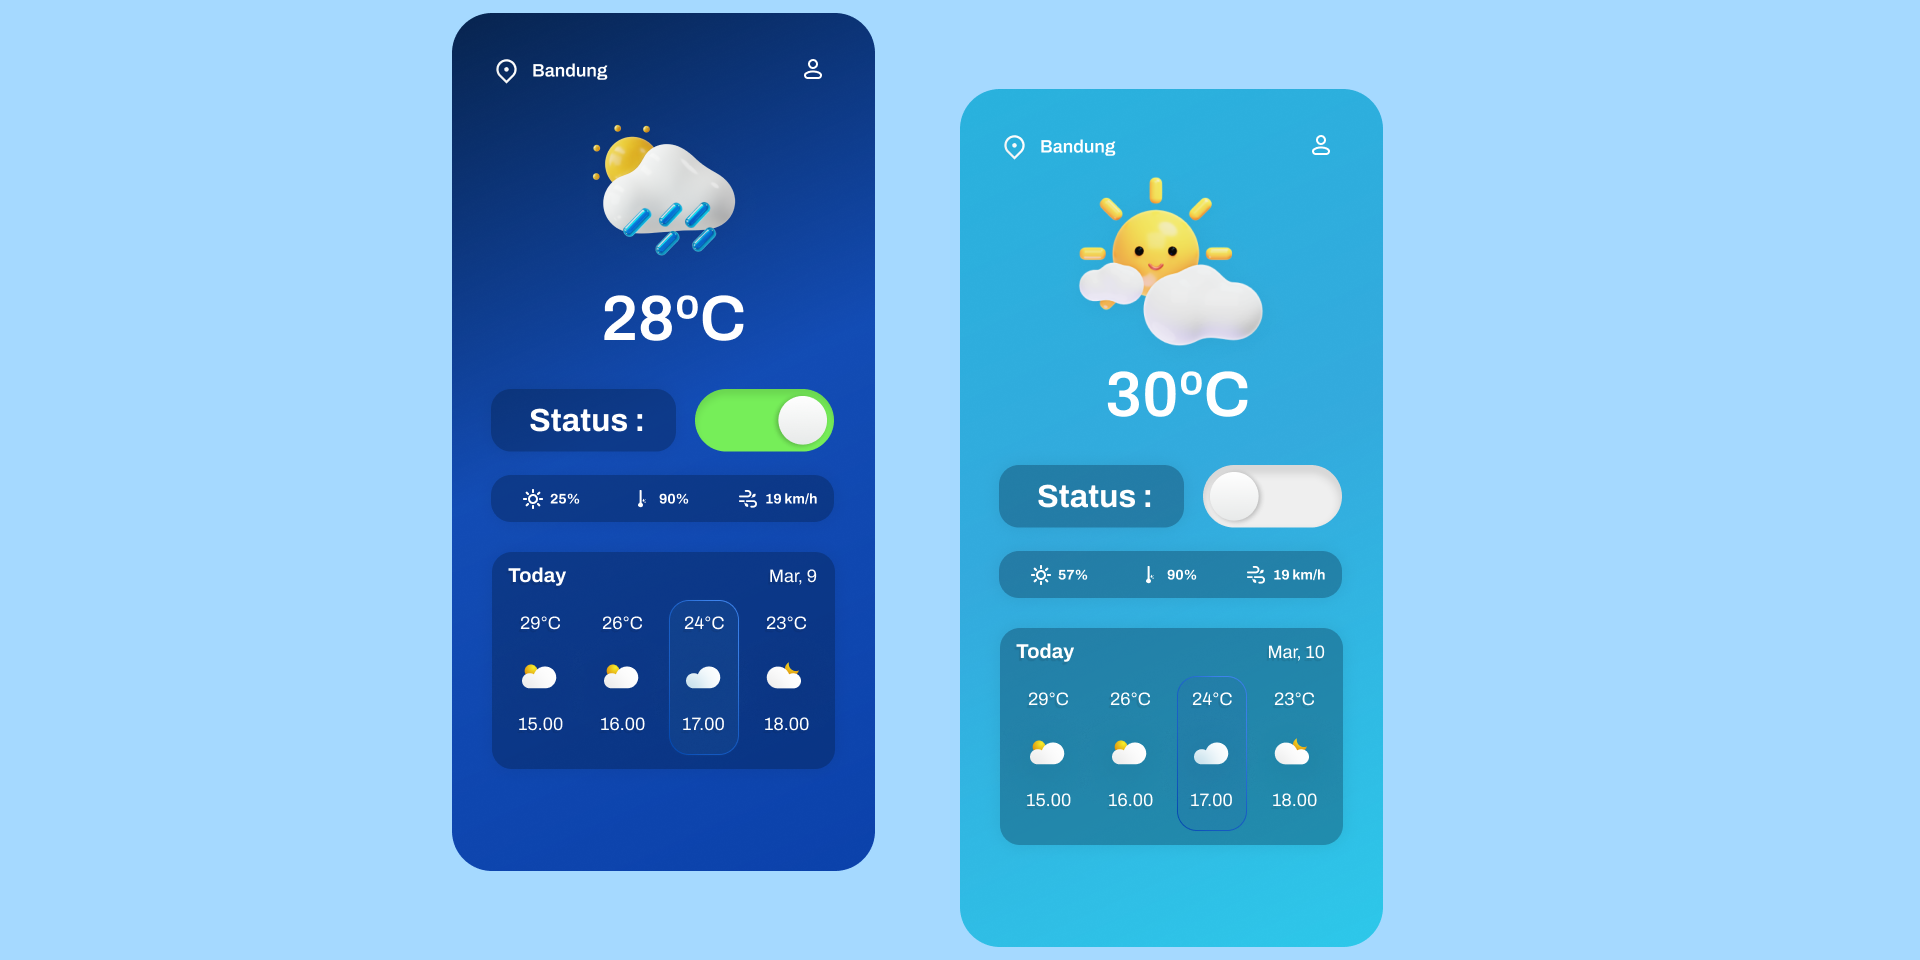 Bandung
28ºC
Status :
25% 90% 19 km/h
Today Mar, 9
29°C 26°C 24°C 23°C
15.00 16.00 17.00 18.00
Bandung
30ºC
Status :
57% 90% 19 km/h
Today Mar, 10
29°C 26°C 24°C 23°C
15.00 16.00 17.00 18.00